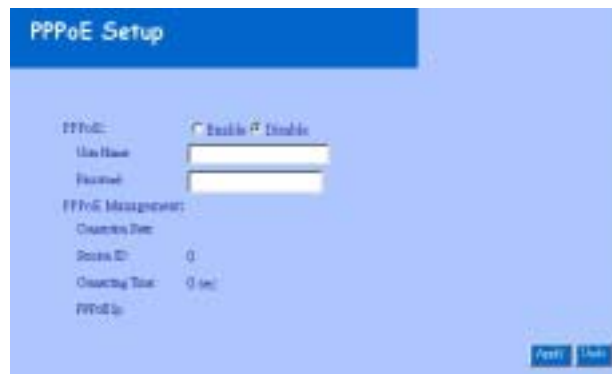 PPPoE Setup
PPPoE: Enable Disable
User Name
Password
PPPoE Management:
Connection State
Session ID: 0
Connecting Time 0 sec
PPPoE Ip
Apply Undo